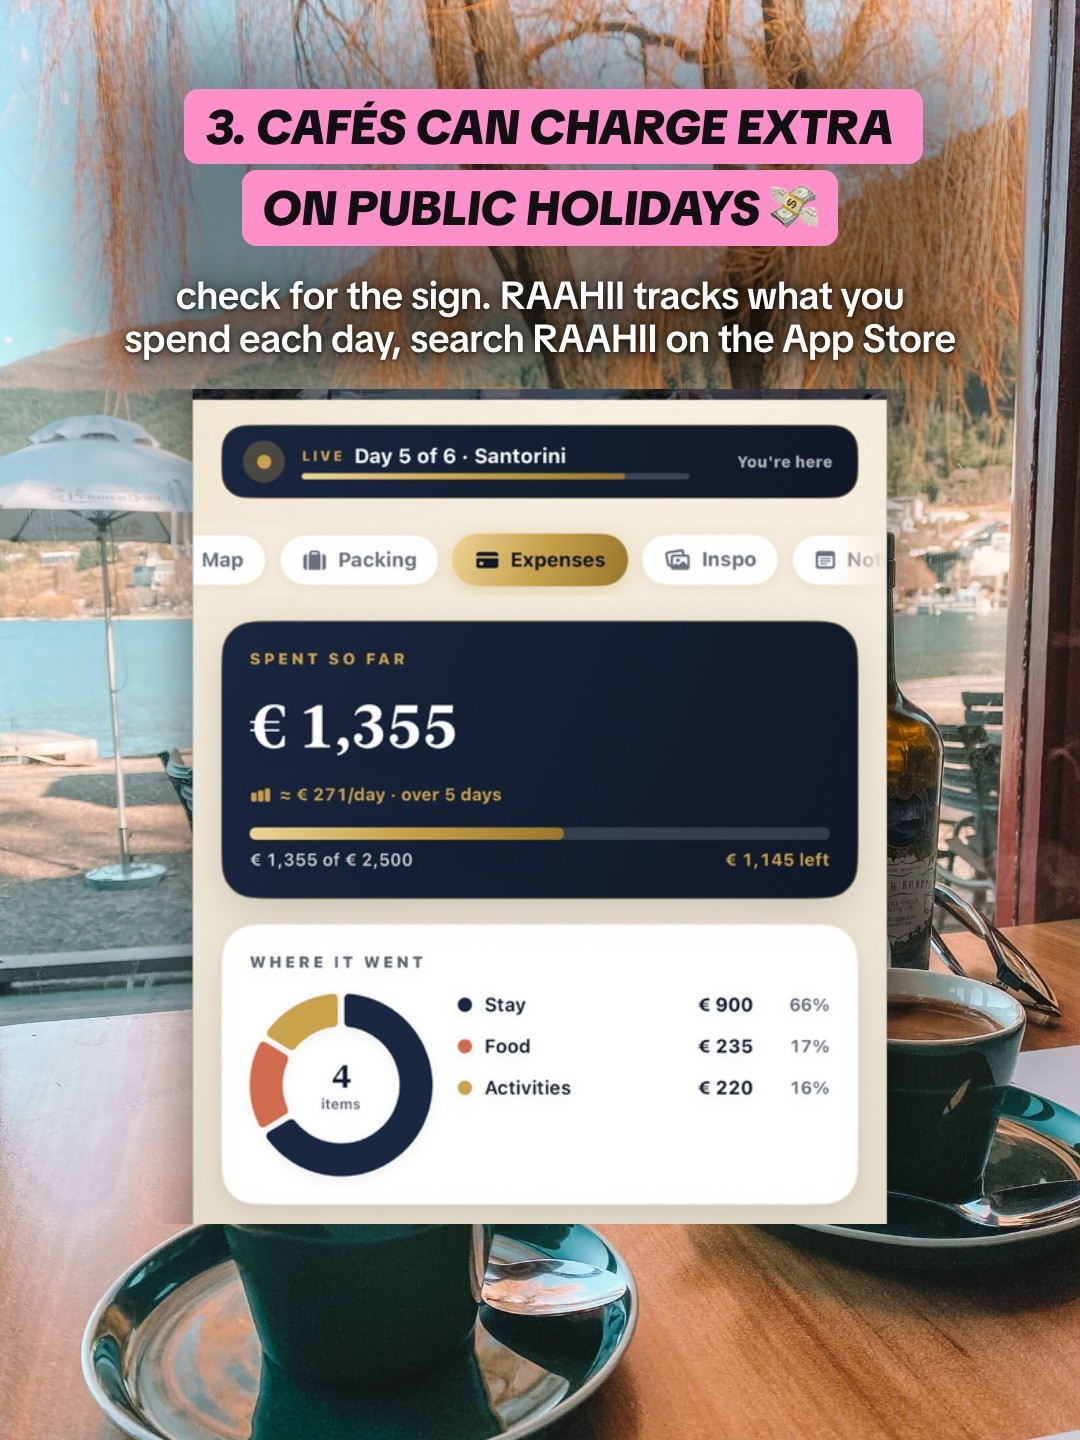 3. CAFÉS CAN CHARGE EXTRA
ON PUBLIC HOLIDAYS 💸
check for the sign. RAAHII tracks what you
spend each day, search RAAHII on the App Store
LIVE Day 5 of 6 · Santorini
You're here
Map
Packing
Expenses
Inspo
Not
SPENT SO FAR
€ 1,355
≈ € 271/day · over 5 days
€ 1,355 of € 2,500
€ 1,145 left
WHERE IT WENT
4
items
Stay € 900 66%
Food € 235 17%
Activities € 220 16%